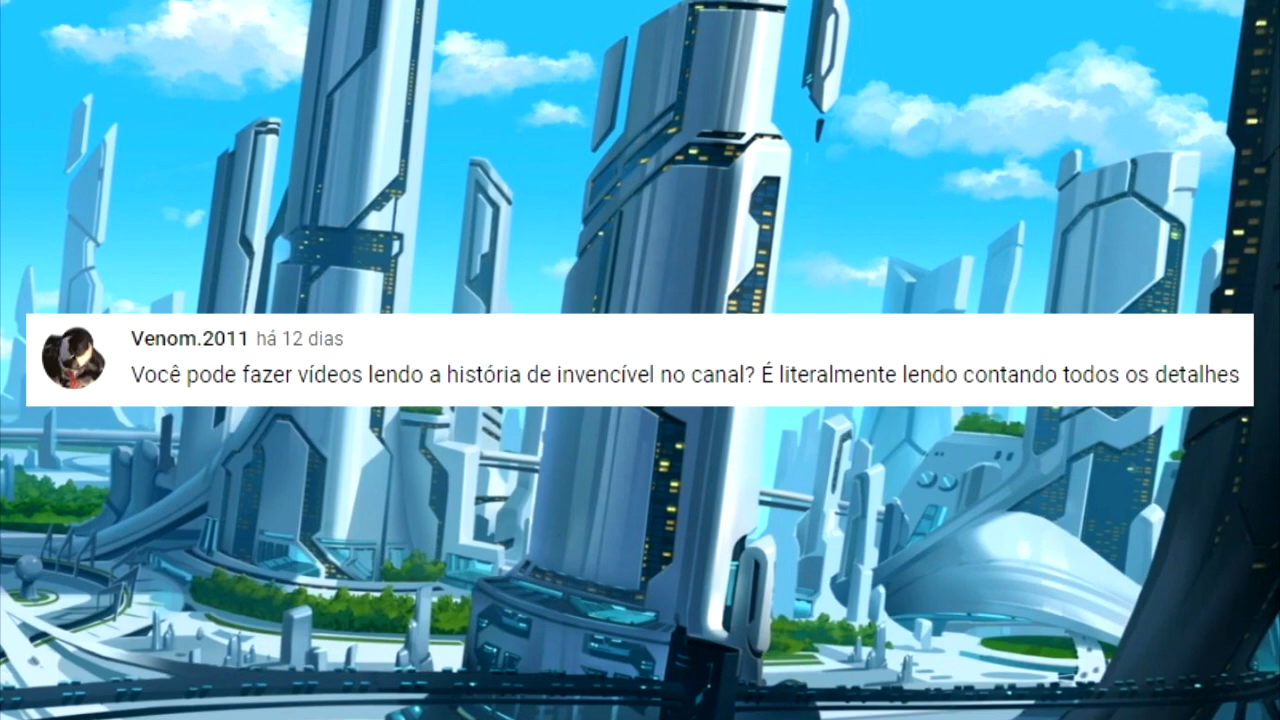 Venom.2011 há 12 dias
Você pode fazer vídeos lendo a história de invencível no canal? É literalmente lendo contando todos os detalhes